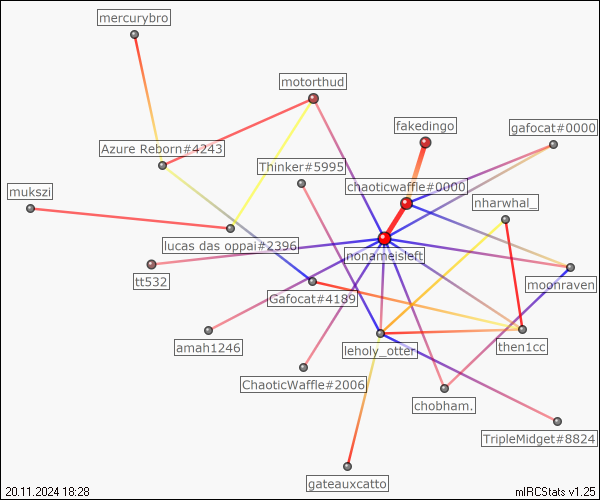 mercurybro
motorthud
fakedingo
gafocat#0000
Azure Reborn#4243
Thinker#5995
chaoticwaffle#0000
mukszi
nharwhal_
lucas das oppai#2396
nonameisleft
tt532
moonraven
Gafocat#4189
amah1246
leholy_otter
then1cc
ChaoticWaffle#2006
chobham.
TripleMidget#8824
gateauxcatto
20.11.2024 18:28
mIRCStats v1.25